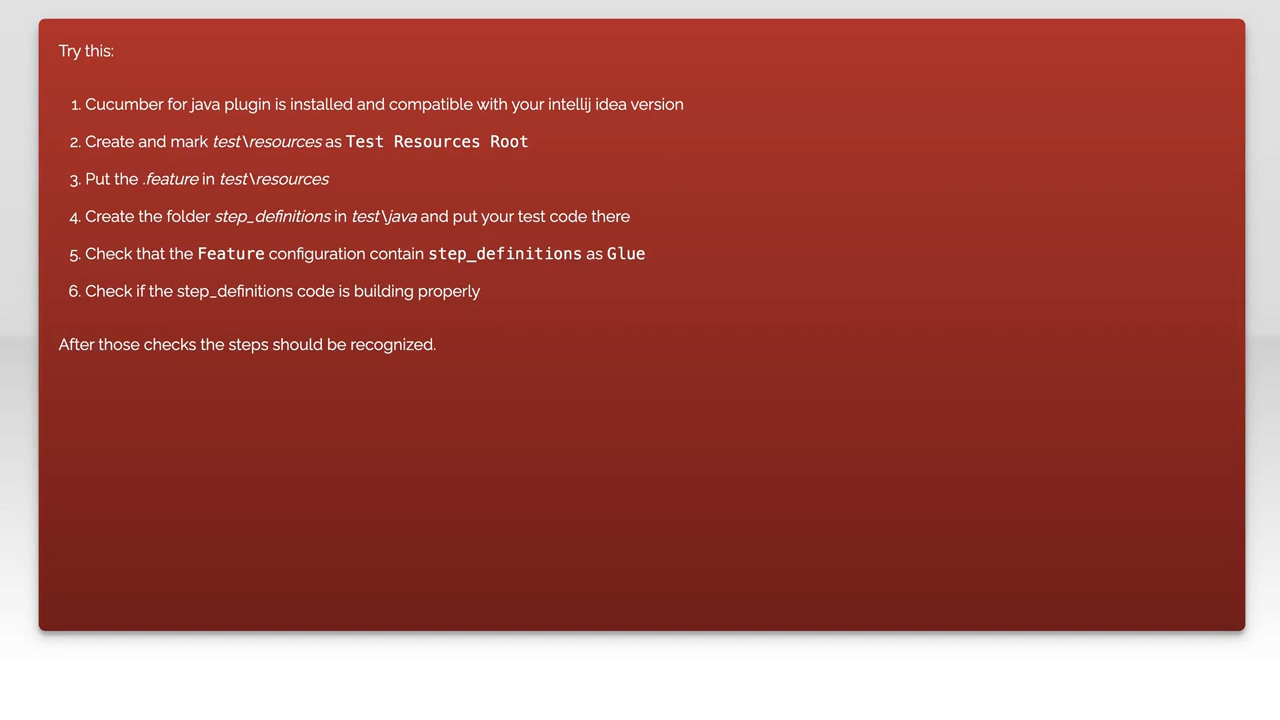 Try this:
1. Cucumber for java plugin is installed and compatible with your intellij idea version
2. Create and mark test\resources as Test Resources Root
3. Put the .feature in test\resources
4. Create the folder step_definitions in test\java and put your test code there
5. Check that the Feature configuration contain step_definitions as Glue
6. Check if the step_definitions code is building properly
After those checks the steps should be recognized.